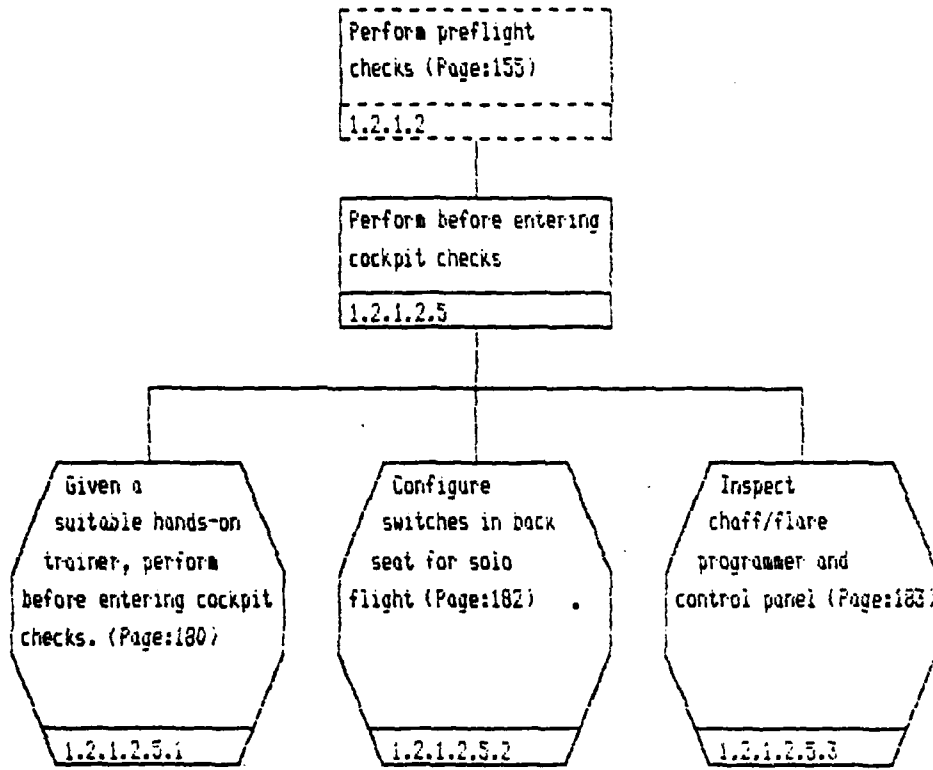 Perform preflight
checks (Page:155)
1.2.1.2
Perform before entering
cockpit checks
1.2.1.2.5
Given a
suitable hands-on
trainer, perform
before entering cockpit
checks. (Page:180)
1.2.1.2.5.1
Configure
switches in back
seat for solo
flight (Page:182)
1.2.1.2.5.2
Inspect
chaff/flare
programmer and
control panel (Page:183)
1.2.1.2.5.3